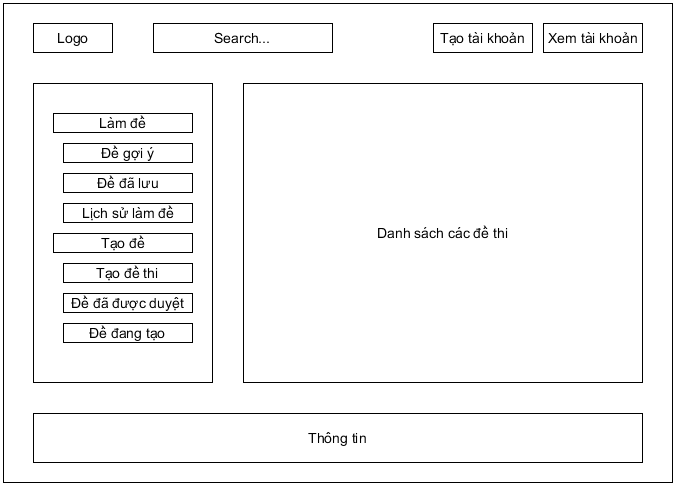 Logo
Search...
Tạo tài khoản
Xem tài khoản
Làm đề
Đề gợi ý
Đề đã lưu
Lịch sử làm đề
Tạo đề
Tạo đề thi
Đề đã được duyệt
Đề đang tạo
Danh sách các đề thi
Thông tin